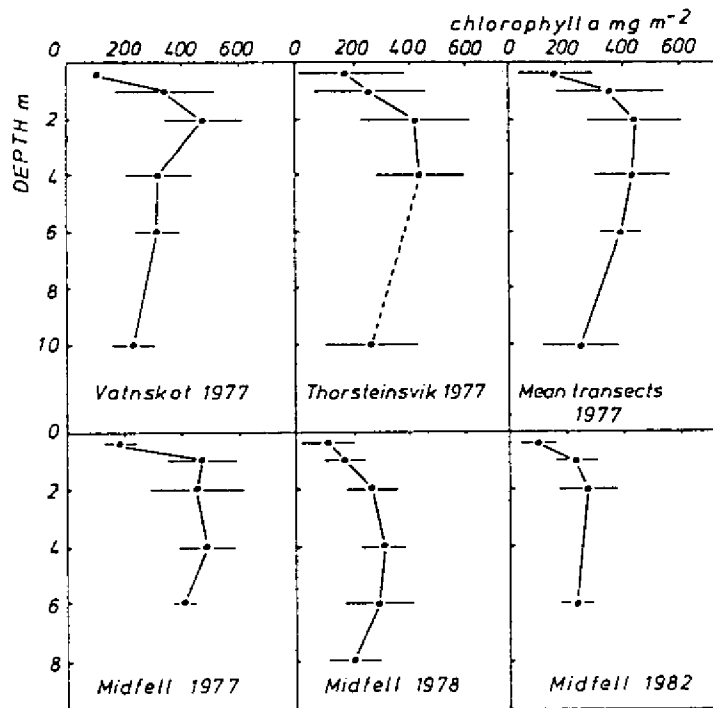 chlorophyll a mg m-2
0 200 400 600 0 200 400 600 0 200 400 600
0
2
4
6
8
10
DEPTH m
Vatnskot 1977
Thorsteinsvik 1977
Mean transects
1977
0
2
4
6
8
Midfell 1977
Midfell 1978
Midfell 1982